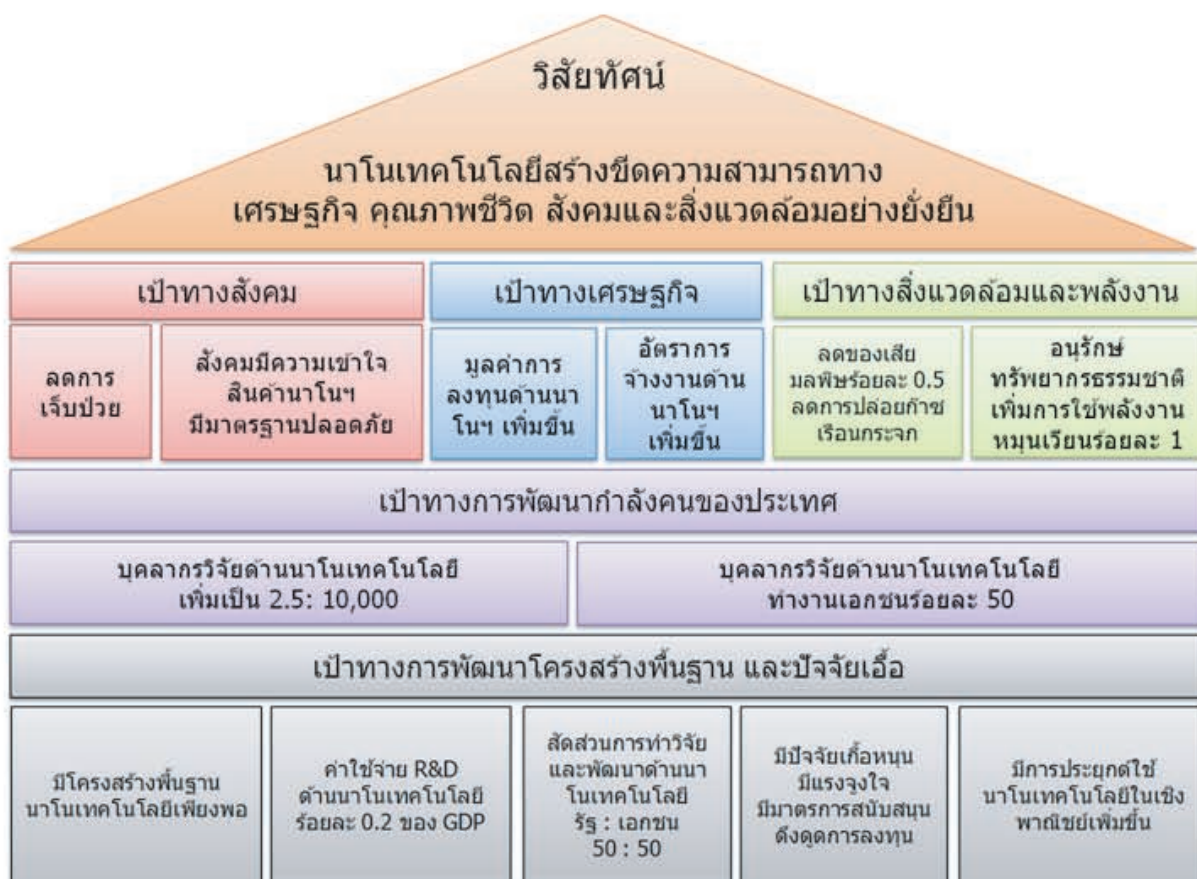 วิสัยทัศน์
นาโนเทคโนโลยีสร้างขีดความสามารถทาง
เศรษฐกิจ คุณภาพชีวิต สังคมและสิ่งแวดล้อมอย่างยั่งยืน
เป้าทางสังคม
เป้าทางเศรษฐกิจ
เป้าทางสิ่งแวดล้อมและพลังงาน
ลดการ
เจ็บป่วย
สังคมมีความเข้าใจ
สินค้านาโนฯ
มีมาตรฐานปลอดภัย
มูลค่าการ
ลงทุนด้านนา
โนฯ เพิ่มขึ้น
อัตราการ
จ้างงานด้าน
นาโนฯ
เพิ่มขึ้น
ลดของเสีย
มลพิษร้อยละ 0.5
ลดการปล่อยก๊าซ
เรือนกระจก
อนุรักษ์
ทรัพยากรธรรมชาติ
เพิ่มการใช้พลังงาน
หมุนเวียนร้อยละ 1
เป้าทางการพัฒนากำลังคนของประเทศ
บุคลากรวิจัยด้านนาโนเทคโนโลยี
เพิ่มเป็น 2.5: 10,000
บุคลากรวิจัยด้านนาโนเทคโนโลยี
ทำงานเอกชนร้อยละ 50
เป้าทางการพัฒนาโครงสร้างพื้นฐาน และปัจจัยเอื้อ
มีโครงสร้างพื้นฐาน
นาโนเทคโนโลยีเพียงพอ
ค่าใช้จ่าย R&D
ด้านนาโนเทคโนโลยี
ร้อยละ 0.2 ของ GDP
สัดส่วนการทำวิจัย
และพัฒนาด้านนา
โนเทคโนโลยี
รัฐ : เอกชน
50 : 50
มีปัจจัยเกื้อหนุน
มีแรงจูงใจ
มีมาตรการสนับสนุน
ดึงดูดการลงทุน
มีการประยุกต์ใช้
นาโนเทคโนโลยีในเชิง
พาณิชย์เพิ่มขึ้น